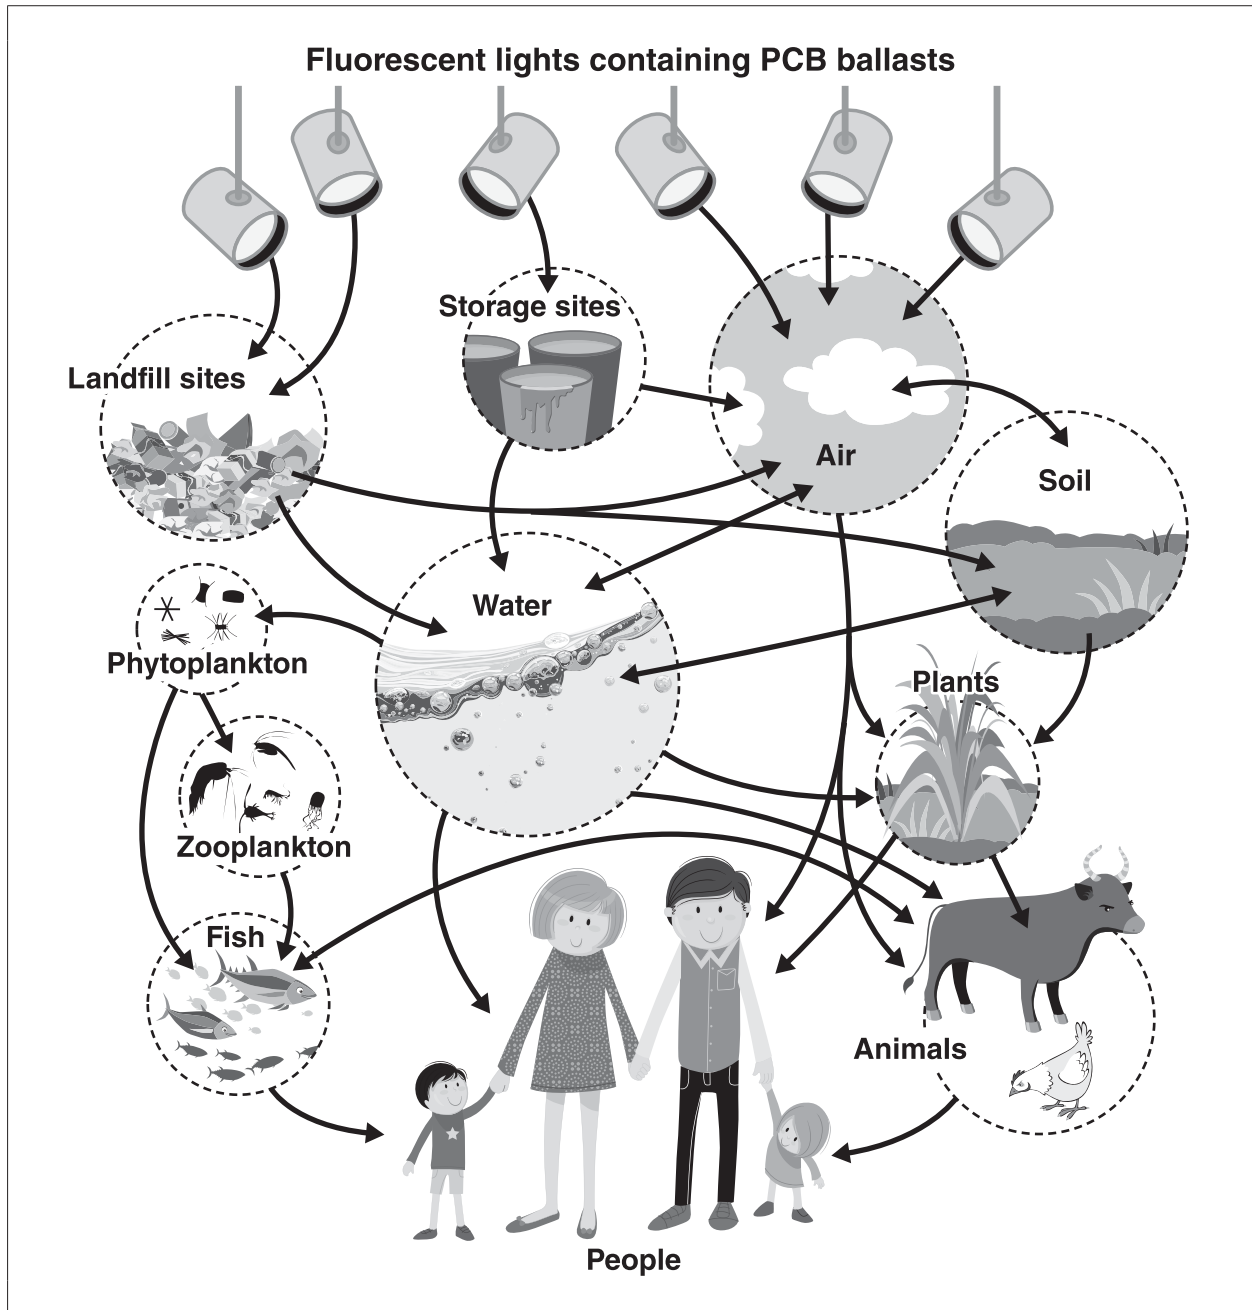 Fluorescent lights containing PCB ballasts
Storage sites
Landfill sites
Air
Soil
Water
Phytoplankton
Plants
Zooplankton
Fish
Animals
People